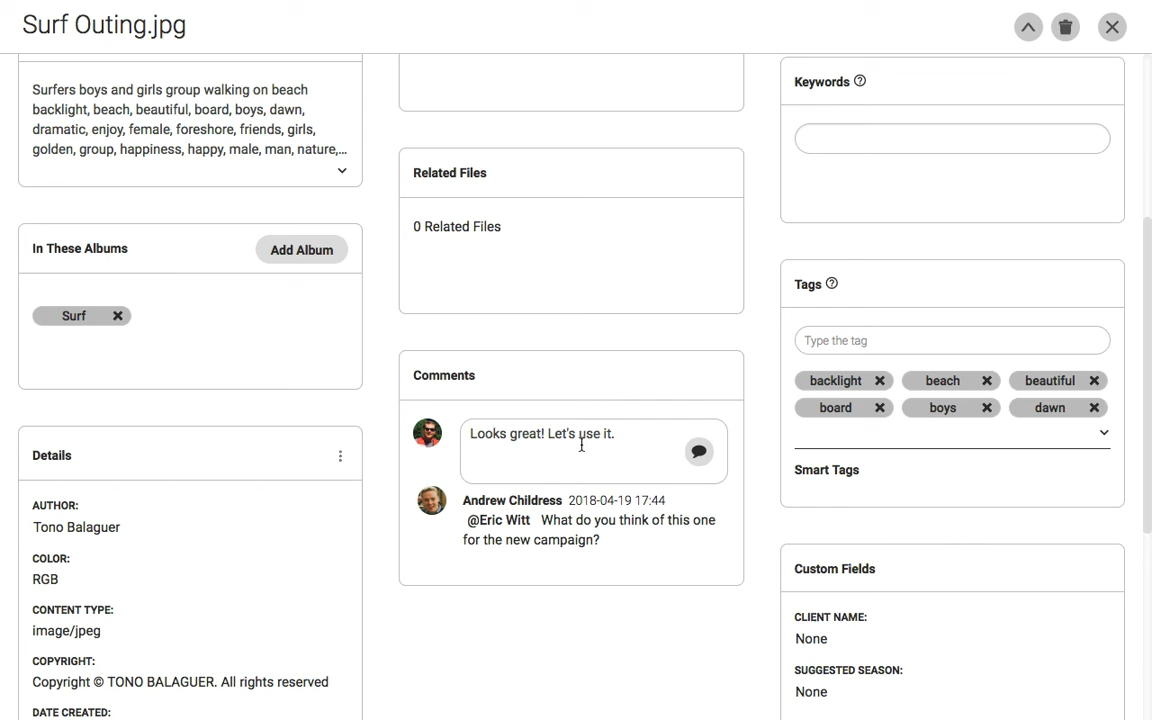 Surf Outing.jpg
Surfers boys and girls group walking on beach
backlight, beach, beautiful, board, boys, dawn,
dramatic, enjoy, female, foreshore, friends, girls,
golden, group, happiness, happy, male, man, nature,...
In These Albums
Add Album
Surf
Details
AUTHOR:
Tono Balaguer
COLOR:
RGB
CONTENT TYPE:
image/jpeg
COPYRIGHT:
Copyright © TONO BALAGUER. All rights reserved
DATE CREATED:
Related Files
0 Related Files
Comments
Looks great! Let's use it.
Andrew Childress 2018-04-19 17:44
@Eric Witt What do you think of this one
for the new campaign?
Keywords
Tags
Type the tag
backlight beach beautiful
board boys dawn
Smart Tags
Custom Fields
CLIENT NAME:
None
SUGGESTED SEASON:
None